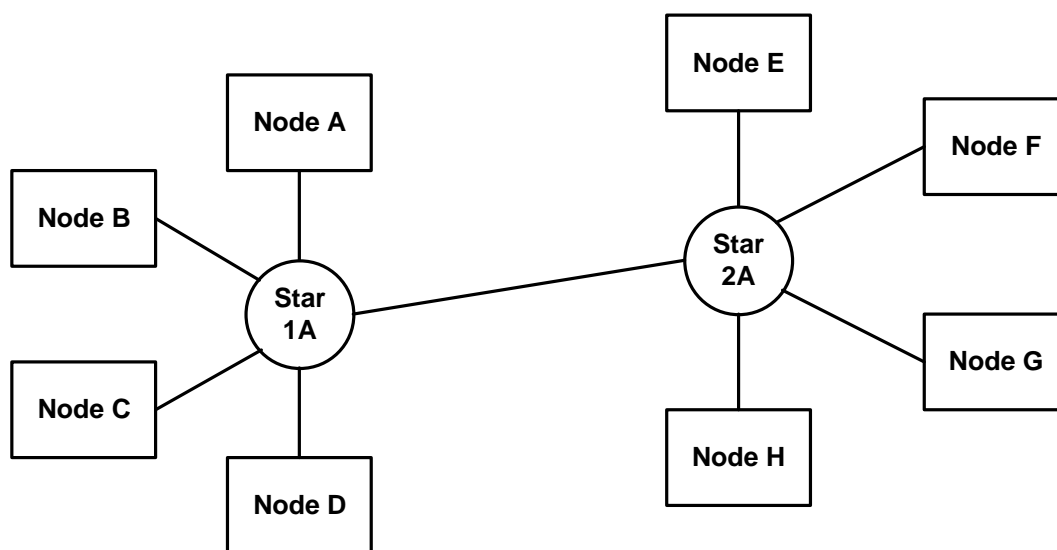 Node E
Node A
Node F
Node B
Star
2A
Star
1A
Node G
Node C
Node H
Node D